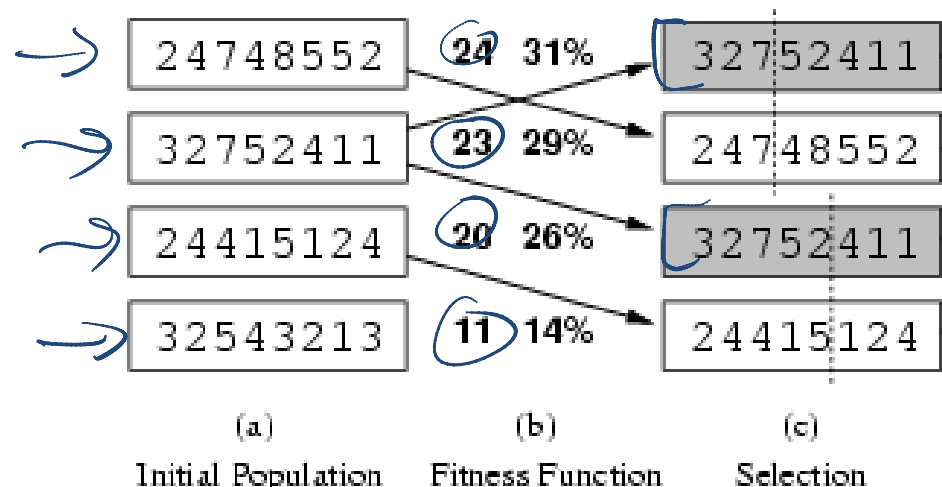 24748552 24 31% 32752411
32752411 23 29% 24748552
24415124 20 26% 32752411
32543213 11 14% 24415124
(a) (b) (c)
Initial Population Fitness Function Selection